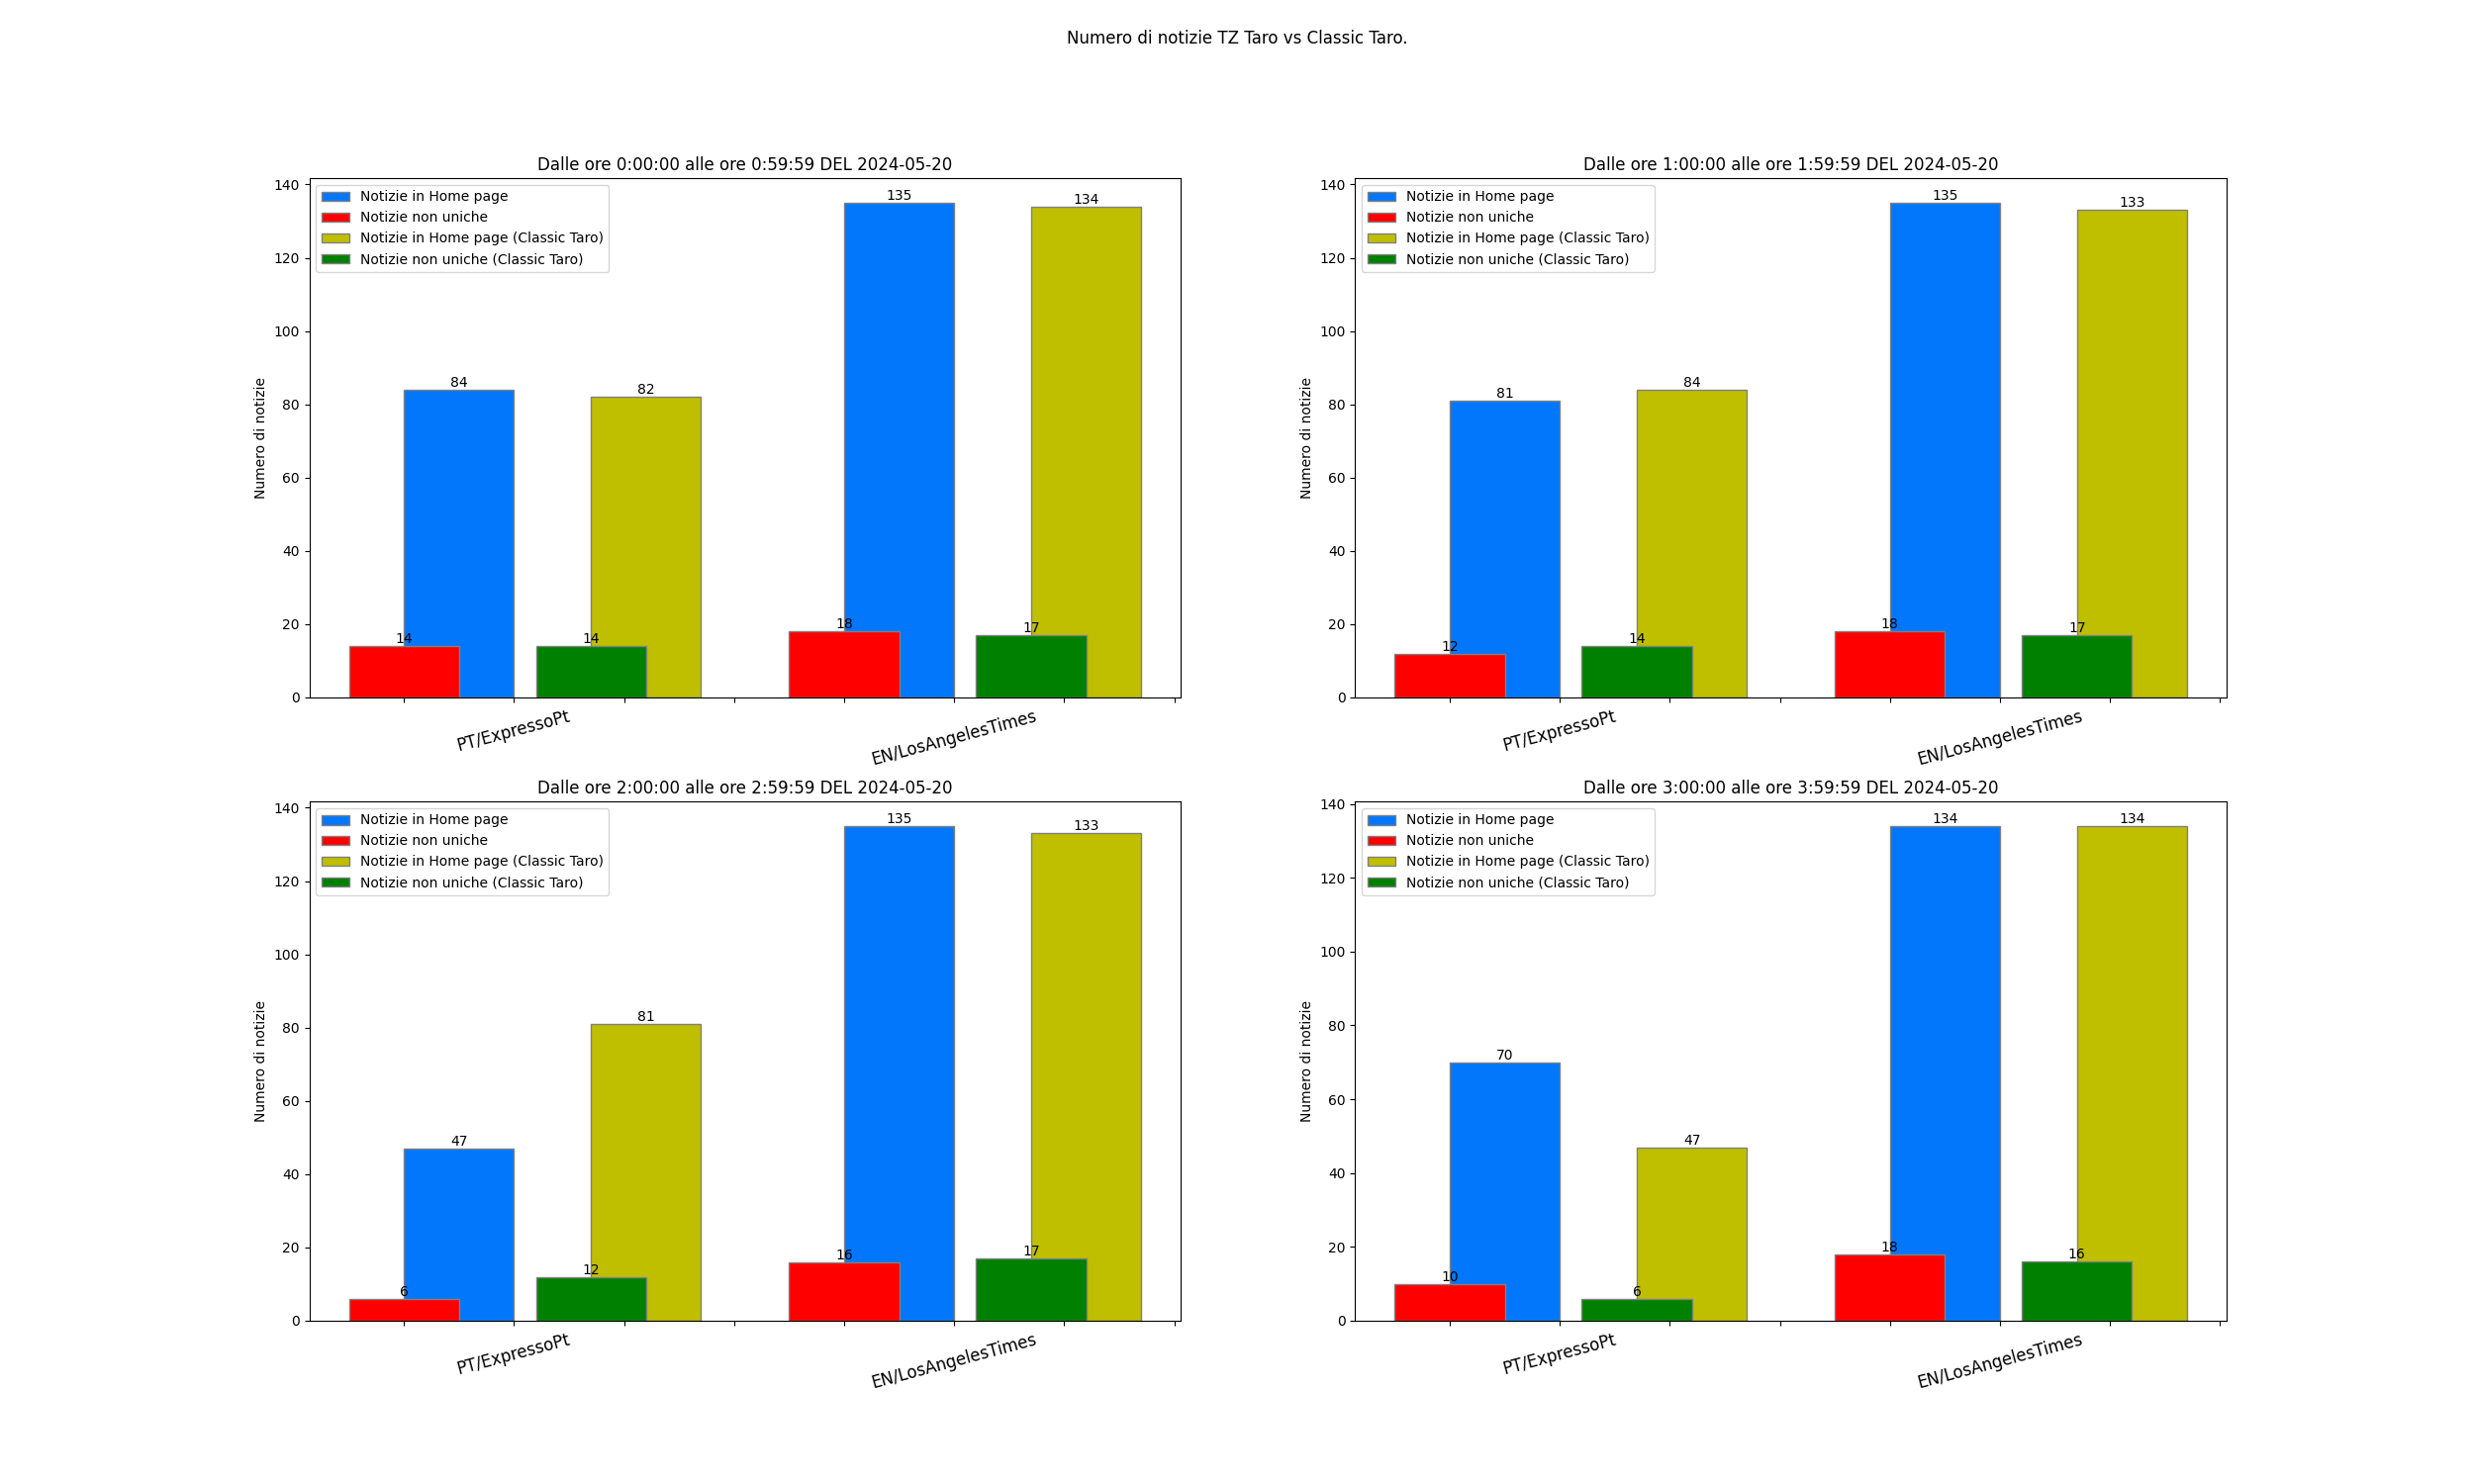 Numero di notizie TZ Taro vs Classic Taro.
Dalle ore 0:00:00 alle ore 0:59:59 DEL 2024-05-20
Numero di notizie
140
120
100
80
60
40
20
0
Notizie in Home page
Notizie non uniche
Notizie in Home page (Classic Taro)
Notizie non uniche (Classic Taro)
84
82
135
134
14
14
18
17
PT/ExpressoPt
EN/LosAngelesTimes
Dalle ore 1:00:00 alle ore 1:59:59 DEL 2024-05-20
Numero di notizie
140
120
100
80
60
40
20
0
Notizie in Home page
Notizie non uniche
Notizie in Home page (Classic Taro)
Notizie non uniche (Classic Taro)
81
84
135
133
12
14
18
17
PT/ExpressoPt
EN/LosAngelesTimes
Dalle ore 2:00:00 alle ore 2:59:59 DEL 2024-05-20
Numero di notizie
140
120
100
80
60
40
20
0
Notizie in Home page
Notizie non uniche
Notizie in Home page (Classic Taro)
Notizie non uniche (Classic Taro)
47
81
135
133
6
12
16
17
PT/ExpressoPt
EN/LosAngelesTimes
Dalle ore 3:00:00 alle ore 3:59:59 DEL 2024-05-20
Numero di notizie
140
120
100
80
60
40
20
0
Notizie in Home page
Notizie non uniche
Notizie in Home page (Classic Taro)
Notizie non uniche (Classic Taro)
70
47
134
134
10
6
18
16
PT/ExpressoPt
EN/LosAngelesTimes